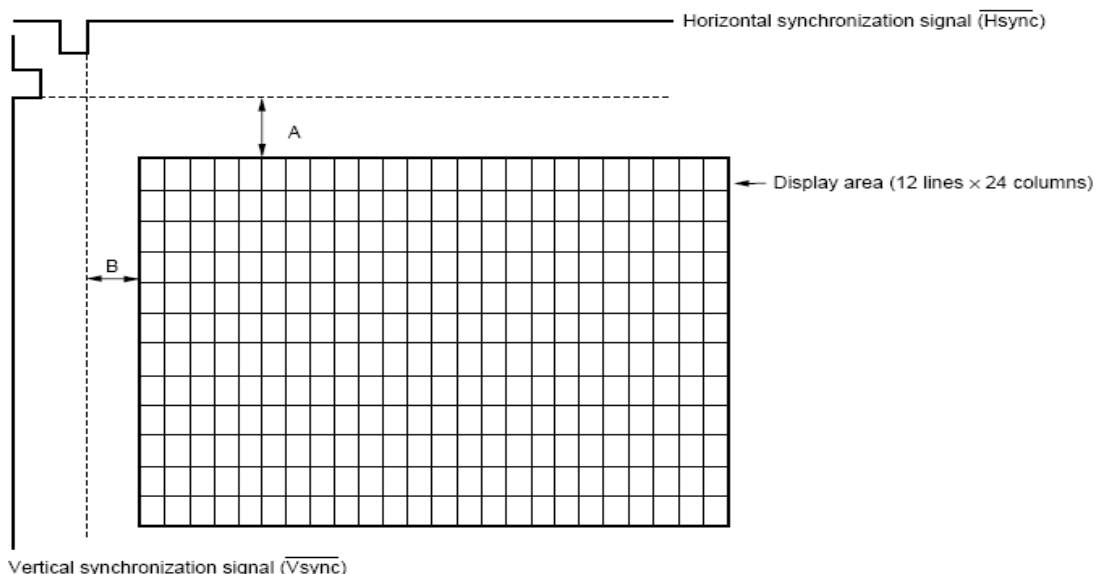 Horizontal synchronization signal (Hsync)
A
Display area (12 lines × 24 columns)
B
Vertical synchronization signal (Vsync)